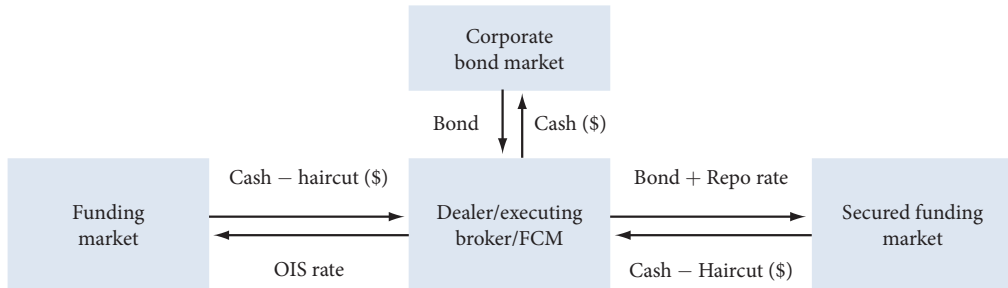 Corporate
bond market
Bond
Cash ($)
Cash − haircut ($)
Bond + Repo rate
Funding
market
Dealer/executing
broker/FCM
Secured funding
market
OIS rate
Cash − Haircut ($)